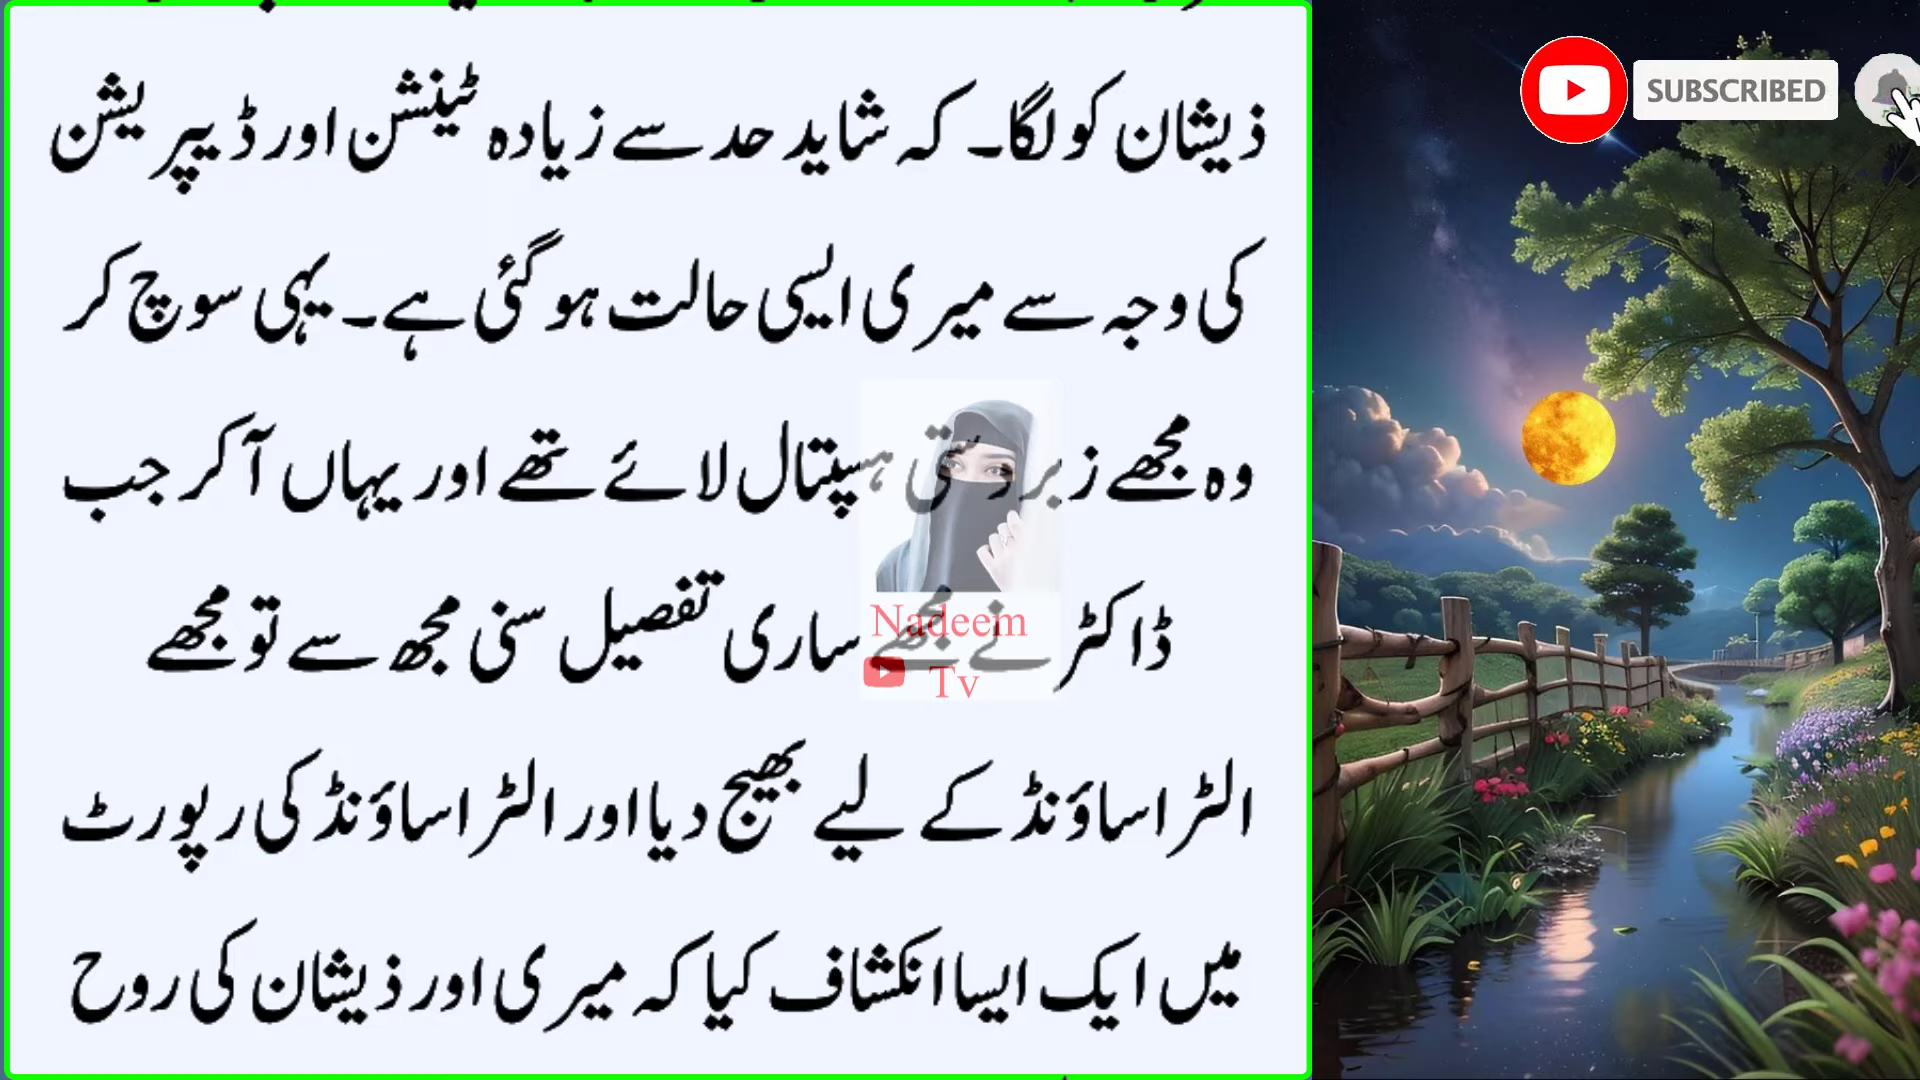 ذیشان کو لگا۔ کہ شاید حد سے زیادہ ٹینشن اور ڈیپریشن
کی وجہ سے میری ایسی حالت ہو گئی ہے۔ یہی سوچ کر
وہ مجھے زبردستی ہسپتال لائے تھے اور یہاں آ کر جب
ڈاکٹر نے مجھے ساری تفصیل سنی مجھ سے تو مجھے
الٹراساؤنڈ کے لیے بھیج دیا اور الٹراساؤنڈ کی رپورٹ
میں ایک ایسا انکشاف کیا کہ میری اور ذیشان کی روح
SUBSCRIBED
Nadeem
Tv